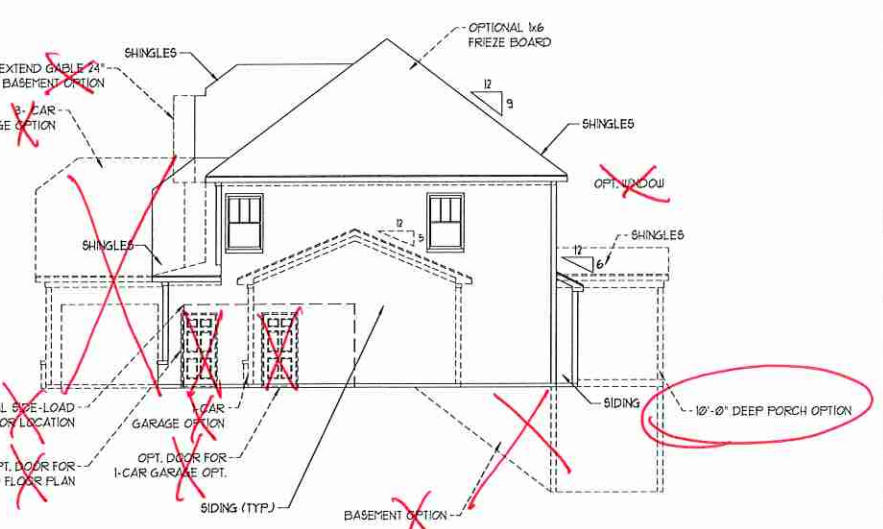 OPTIONAL 1x6
FRIEZE BOARD
SHINGLES
EXTEND GABLE 24"
BASEMENT OPTION
12
9
3-CAR
OPTION
SHINGLES
OPT. WINDOW
12
5
SHINGLES
SHINGLES
12
6
SIDE-LOAD
LOCATION
1-CAR
GARAGE OPTION
SIDING
10'-0" DEEP PORCH OPTION
OPT. DOOR FOR
FLOOR PLAN
OPT. DOOR FOR
1-CAR GARAGE OPT.
SIDING (TYP.)
BASEMENT OPTION